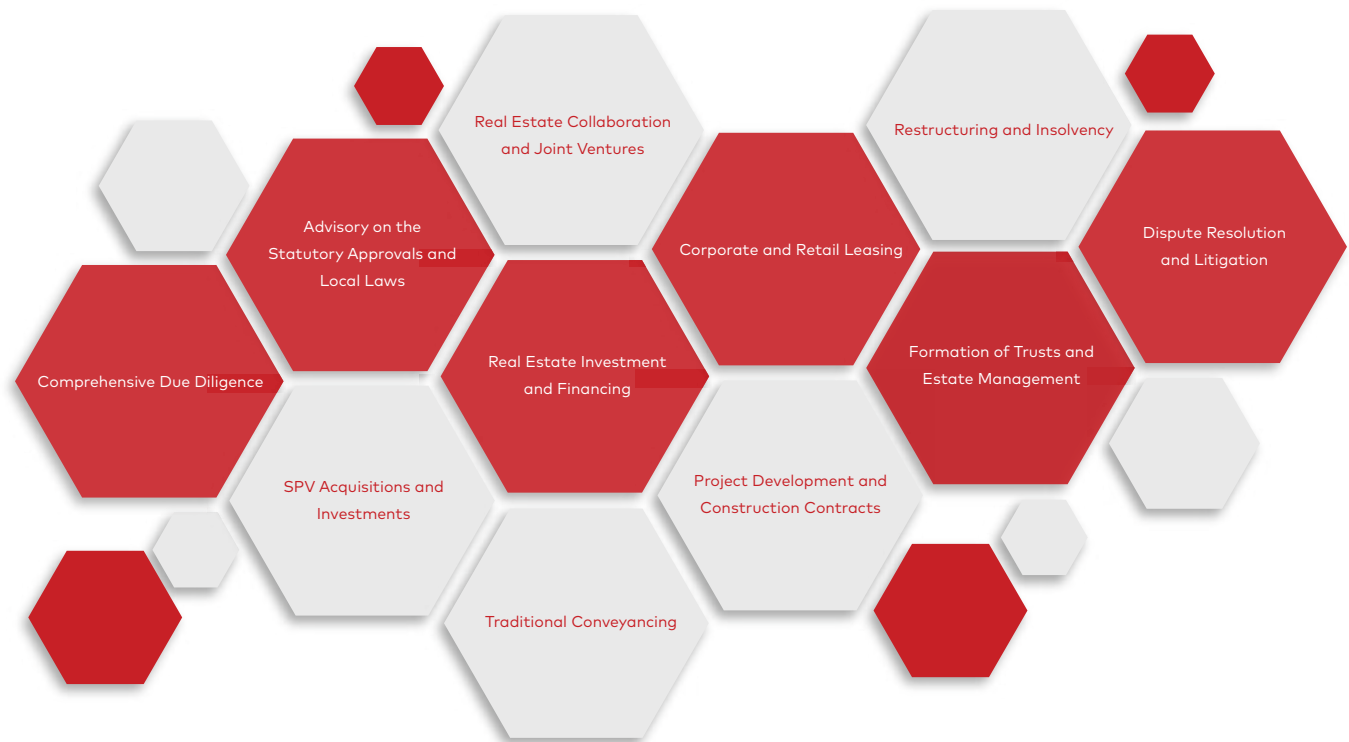 Real Estate Collaboration
and Joint Ventures
Restructuring and Insolvency
Advisory on the
Statutory Approvals and
Local Laws
Corporate and Retail Leasing
Dispute Resolution
and Litigation
Comprehensive Due Diligence
Real Estate Investment
and Financing
Formation of Trusts and
Estate Management
SPV Acquisitions and
Investments
Project Development and
Construction Contracts
Traditional Conveyancing